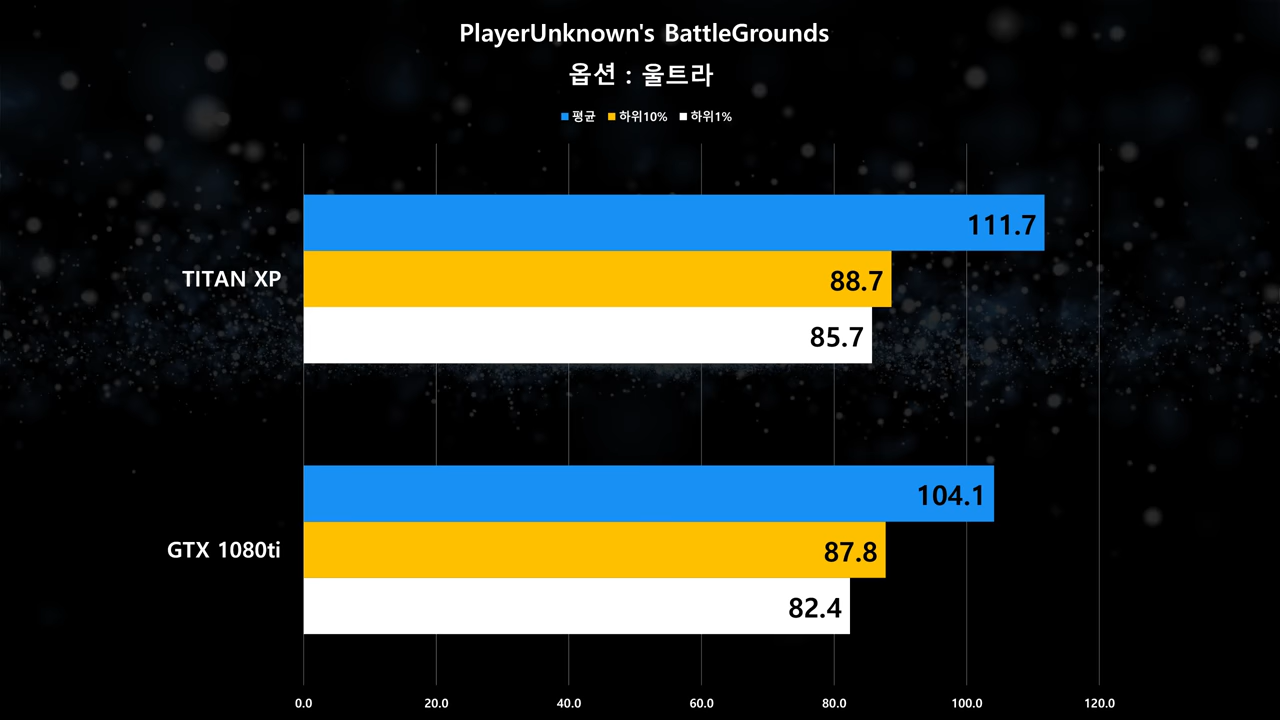 PlayerUnknown's BattleGrounds
옵션 : 울트라
평균 하위10% 하위1%
111.7
TITAN XP 88.7
85.7
104.1
GTX 1080ti 87.8
82.4
0.0 20.0 40.0 60.0 80.0 100.0 120.0